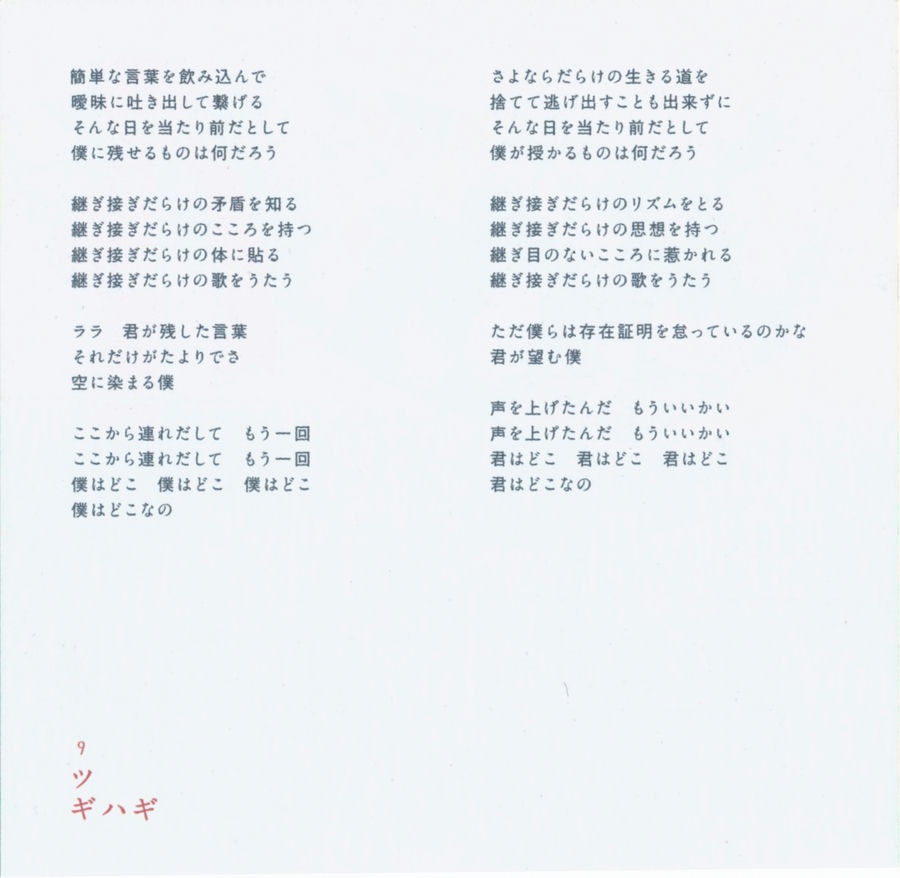 簡単な言葉を飲み込んで
曖昧に吐き出して繋げる
そんな日を当たり前だとして
僕に残せるものは何だろう
継ぎ接ぎだらけの矛盾を知る
継ぎ接ぎだらけのこころを持つ
継ぎ接ぎだらけの体に貼る
継ぎ接ぎだらけの歌をうたう
ララ　君が残した言葉
それだけがたよりでさ
空に染まる僕
ここから連れだして　もう一回
ここから連れだして　もう一回
僕はどこ　僕はどこ　僕はどこ
僕はどこなの
さよならだらけの生きる道を
捨てて逃げ出すことも出来ずに
そんな日を当たり前だとして
僕が授かるものは何だろう
継ぎ接ぎだらけのリズムをとる
継ぎ接ぎだらけの思想を持つ
継ぎ目のないこころに惹かれる
継ぎ接ぎだらけの歌をうたう
ただ僕らは存在証明を怠っているのかな
君が望む僕
声を上げたんだ　もういいかい
声を上げたんだ　もういいかい
君はどこ　君はどこ　君はどこ
君はどこなの
9
ツ
ギハギ